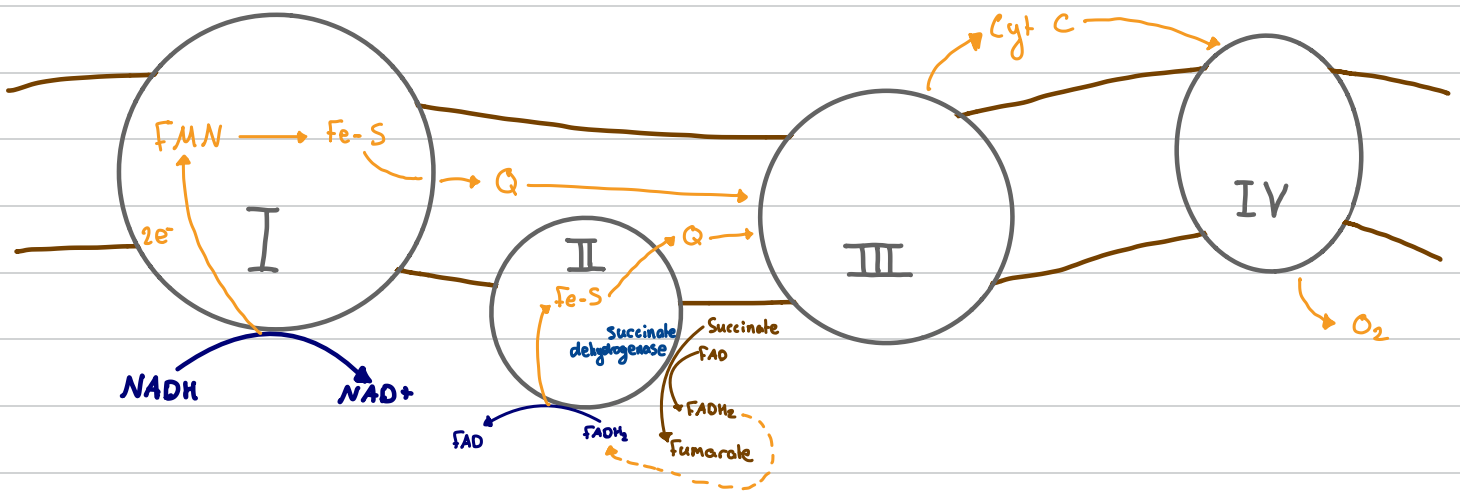 Cyt C
FMN
Fe-S
Q
2e⁻
I
II
Q
III
IV
Fe-S
Succinate
dehydrogenase
Succinate
FAD
O₂
NADH
NAD+
FADH₂
FAD
FADH₂
Fumarate